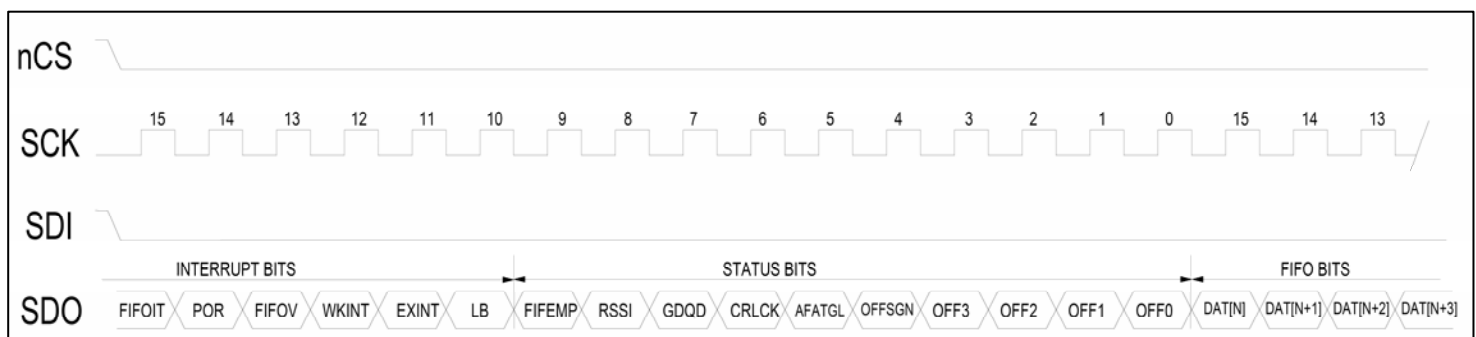 nCS
15 14 13 12 11 10 9 8 7 6 5 4 3 2 1 0 15 14 13
SCK
SDI
INTERRUPT BITS STATUS BITS FIFO BITS
SDO FIFOIT POR FIFOV WKINT EXINT LB FIFEMP RSSI GDQD CRLCK AFATGL OFFSGN OFF3 OFF2 OFF1 OFF0 DAT[N] DAT[N+1] DAT[N+2] DAT[N+3]